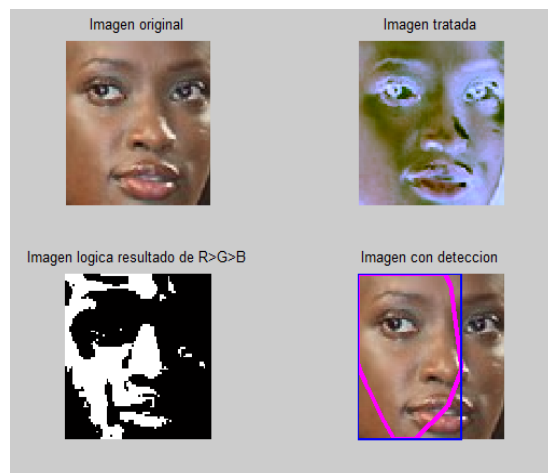 Imagen original
Imagen tratada
Imagen logica resultado de R>G>B
Imagen con deteccion